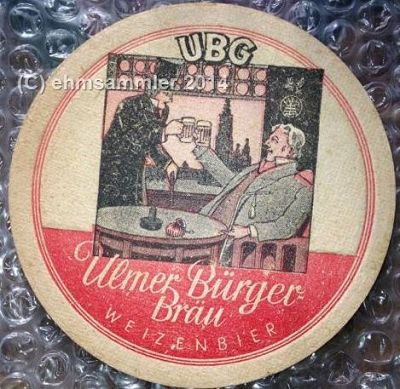 UBG
(C) ehmsammler 2014
Ulmer Bürger-
Bräu
WEIZENBIER